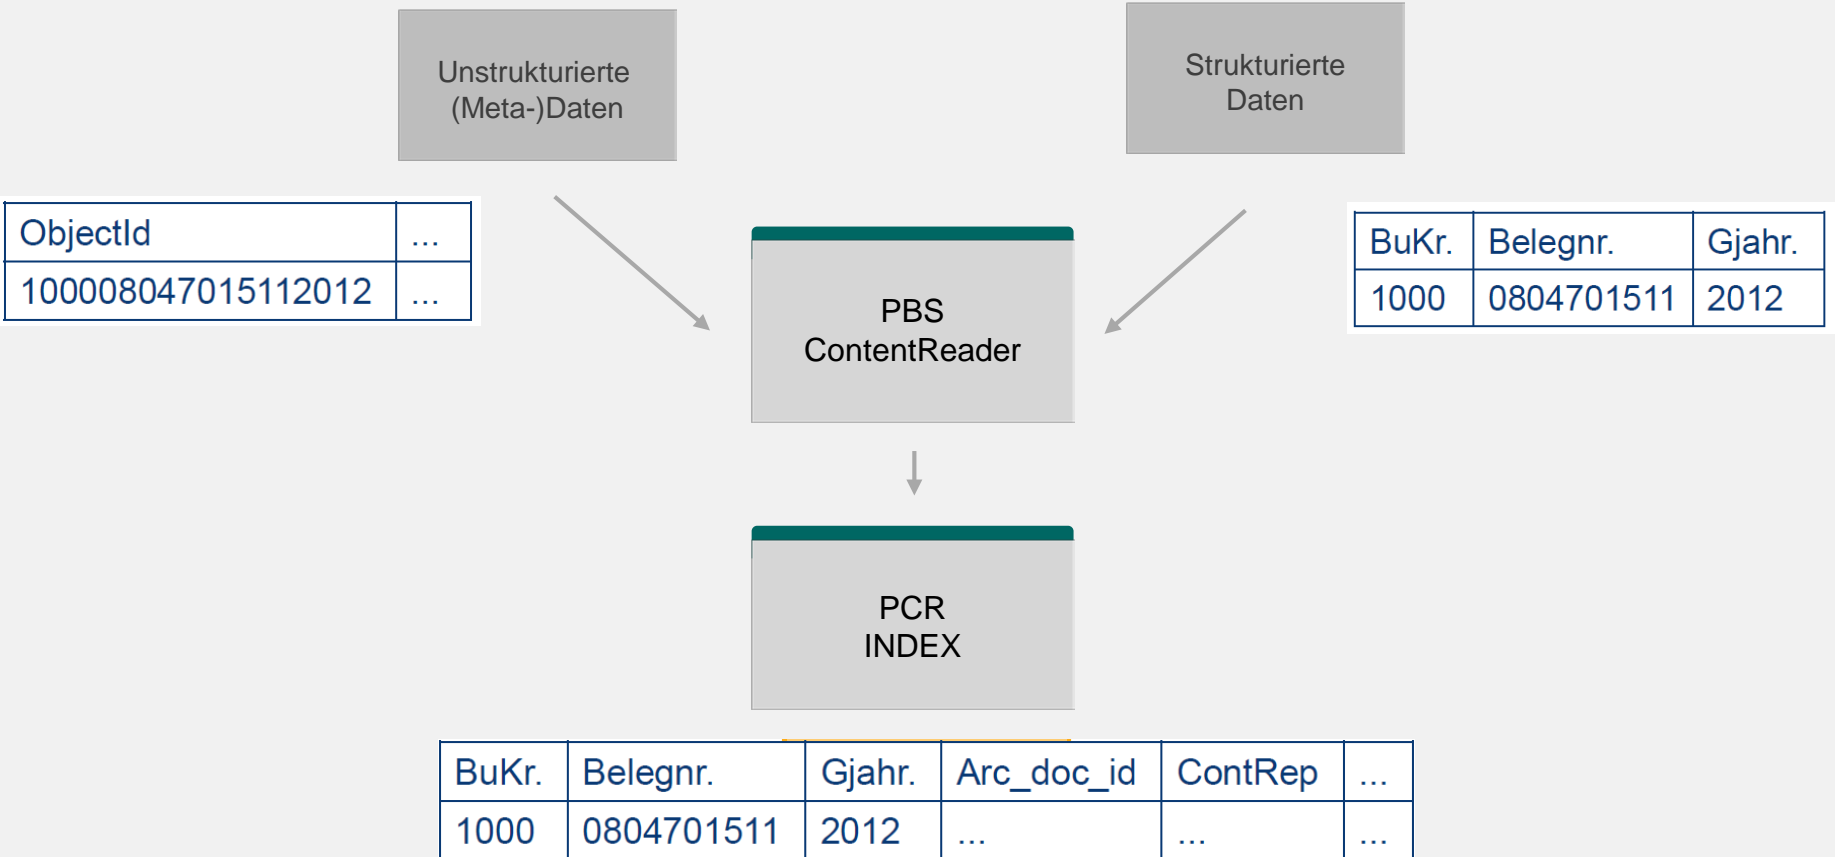 Unstrukturierte
(Meta-)Daten
Strukturierte
Daten
ObjectId ...
100008047015112012 ...
BuKr. Belegnr. Gjahr.
1000 0804701511 2012
PBS
ContentReader
PCR
INDEX
BuKr. Belegnr. Gjahr. Arc_doc_id ContRep ...
1000 0804701511 2012 ... ... ...